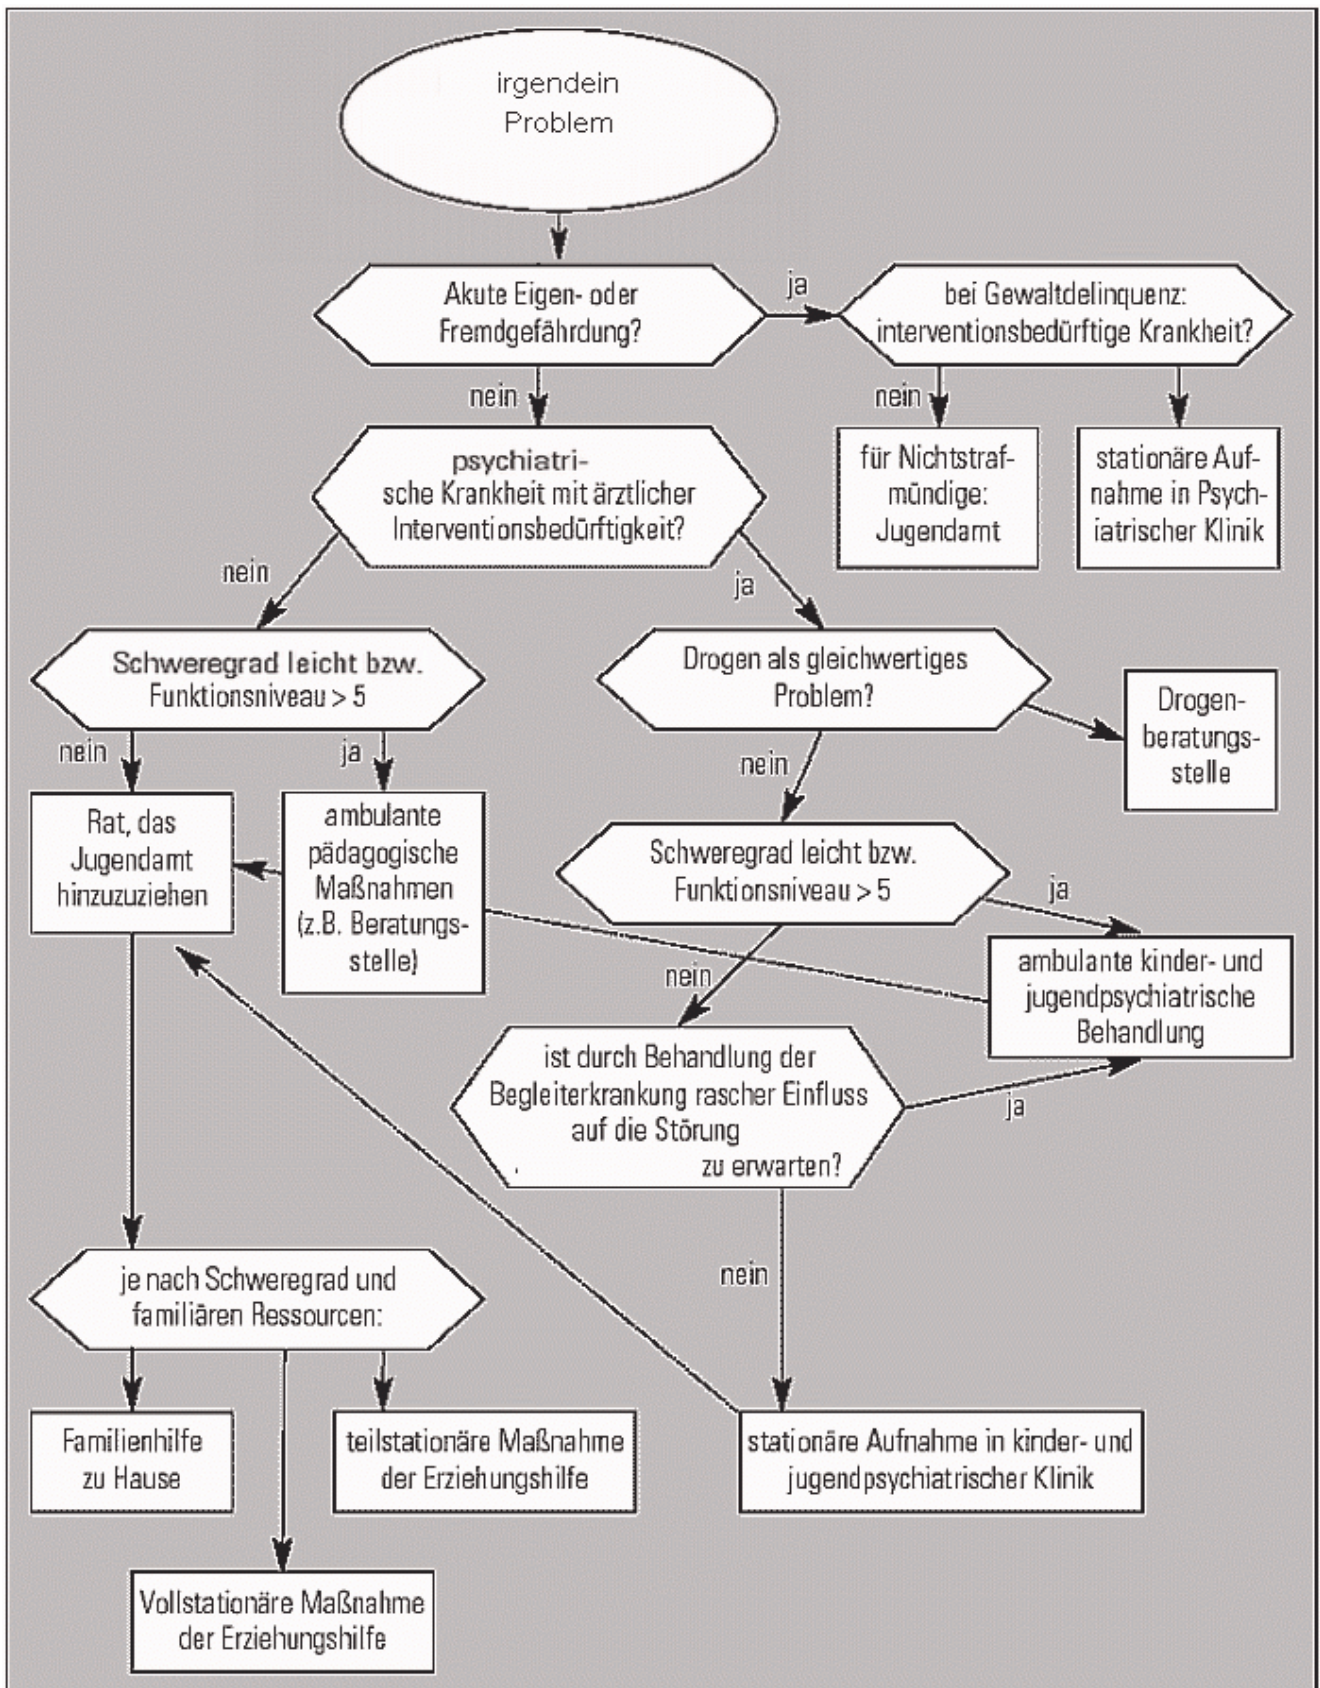 irgendein
Problem
Akute Eigen- oder
Fremdgefährdung?
ja
bei Gewaltdelinquenz:
interventionsbedürftige Krankheit?
nein
nein
psychiatri-
sche Krankheit mit ärztlicher
Interventionsbedürftigkeit?
für Nichtstraf-
mündige:
Jugendamt
stationäre Auf-
nahme in Psych-
iatrischer Klinik
nein
ja
Schweregrad leicht bzw.
Funktionsniveau > 5
Drogen als gleichwertiges
Problem?
Drogen-
beratungs-
stelle
nein
ja
nein
Rat, das
Jugendamt
hinzuzuziehen
ambulante
pädagogische
Maßnahmen
(z.B. Beratungs-
stelle)
Schweregrad leicht bzw.
Funktionsniveau > 5
ja
nein
ambulante kinder- und
jugendpsychiatrische
Behandlung
ist durch Behandlung der
Begleiterkrankung rascher Einfluss
auf die Störung
zu erwarten?
ja
nein
je nach Schweregrad und
familiären Ressourcen:
Familienhilfe
zu Hause
teilstationäre Maßnahme
der Erziehungshilfe
stationäre Aufnahme in kinder- und
jugendpsychiatrischer Klinik
Vollstationäre Maßnahme
der Erziehungshilfe